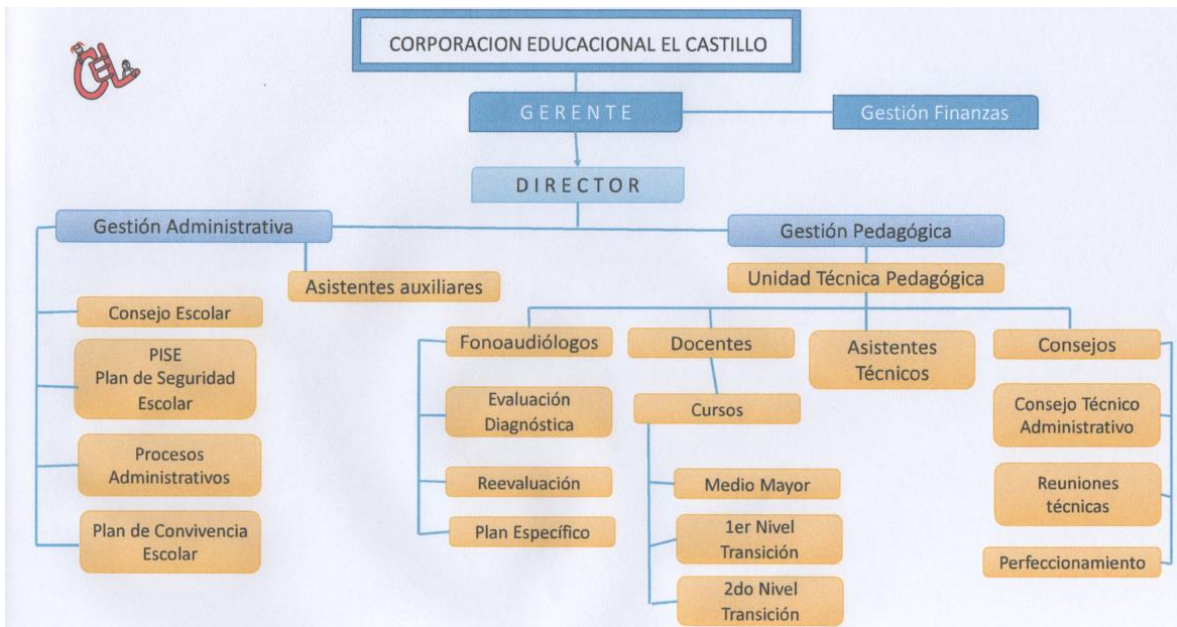 CEL
CORPORACION EDUCACIONAL EL CASTILLO
GERENTE
Gestión Finanzas
DIRECTOR
Gestión Administrativa
Gestión Pedagógica
Asistentes auxiliares
Unidad Técnica Pedagógica
Consejo Escolar
PISE
Plan de Seguridad
Escolar
Procesos
Administrativos
Plan de Convivencia
Escolar
Fonoaudiólogos
Evaluación
Diagnóstica
Reevaluación
Plan Específico
Docentes
Cursos
Medio Mayor
1er Nivel
Transición
2do Nivel
Transición
Asistentes
Técnicos
Consejos
Consejo Técnico
Administrativo
Reuniones
técnicas
Perfeccionamiento